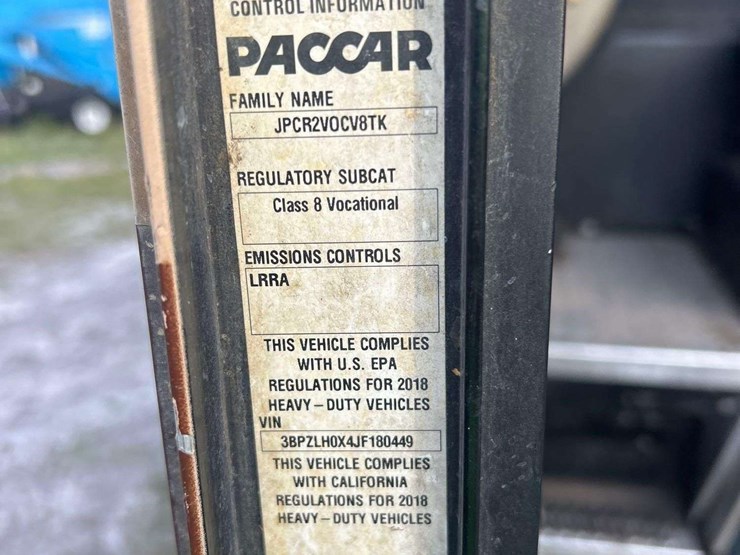 CONTROL INFORMATION
PACCAR
FAMILY NAME
JPCR2VOCV8TK
REGULATORY SUBCAT
Class 8 Vocational
EMISSIONS CONTROLS
LRRA
THIS VEHICLE COMPLIES
WITH U.S. EPA
REGULATIONS FOR 2018
HEAVY – DUTY VEHICLES
VIN
3BPZLH0X4JF180449
THIS VEHICLE COMPLIES
WITH CALIFORNIA
REGULATIONS FOR 2018
HEAVY – DUTY VEHICLES